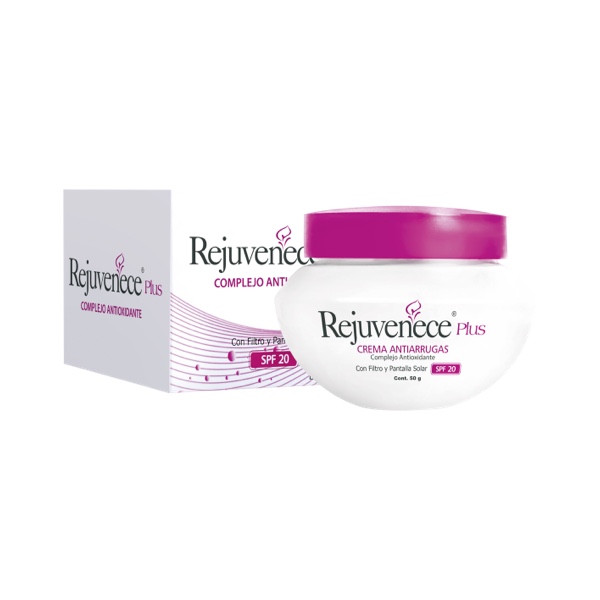 Rejuvenece® Plus
COMPLEJO ANTIOXIDANTE
Rejuvenece
COMPLEJO ANTI
Con Filtro y Pantal
SPF 20
Rejuvenece® Plus
CREMA ANTIARRUGAS
Complejo Antioxidante
Con Filtro y Pantalla Solar SPF 20
Cont. 50 g